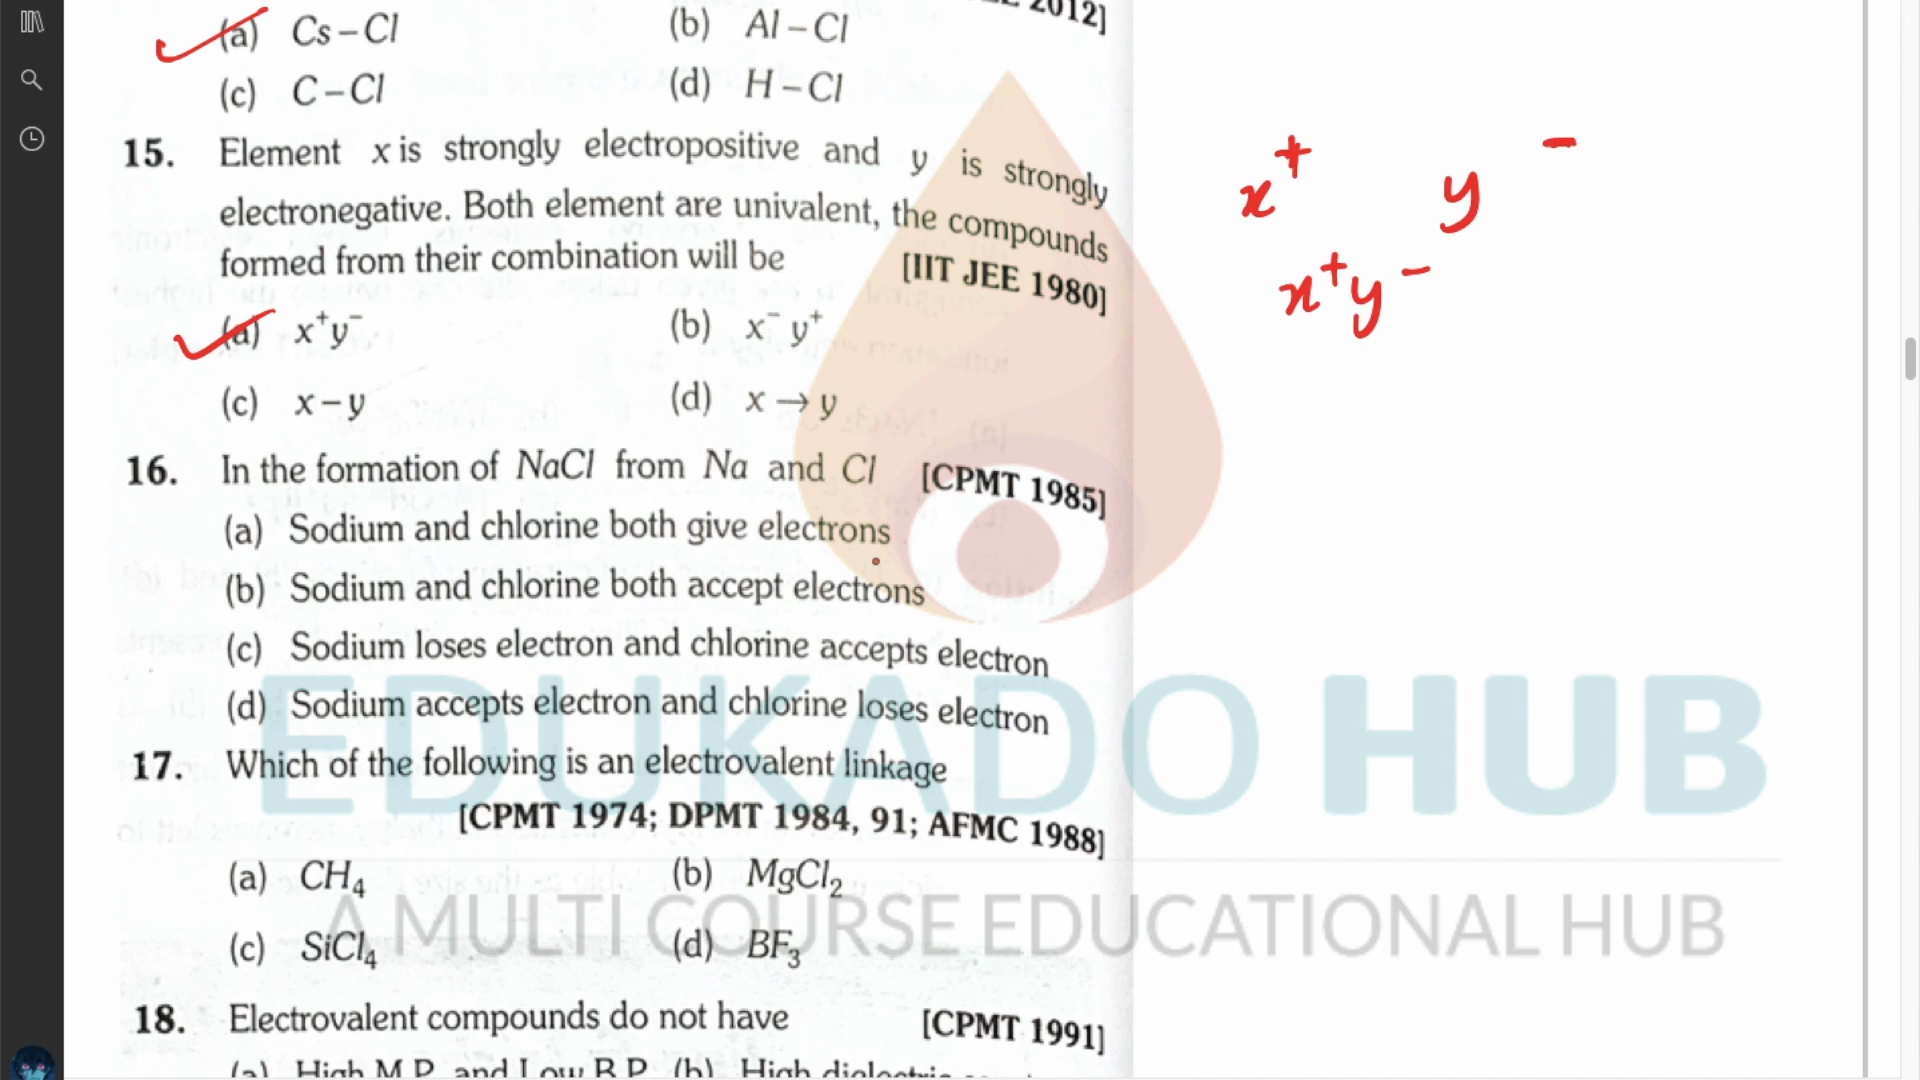 2012]
(a) Cs – Cl (b) Al – Cl
(c) C – Cl (d) H – Cl
15. Element x is strongly electropositive and y is strongly
electronegative. Both element are univalent, the compounds
formed from their combination will be [IIT JEE 1980]
(a) x⁺y⁻ (b) x⁻y⁺
(c) x – y (d) x → y
x⁺ y⁻
x⁺y⁻
16. In the formation of NaCl from Na and Cl [CPMT 1985]
(a) Sodium and chlorine both give electrons
(b) Sodium and chlorine both accept electrons
(c) Sodium loses electron and chlorine accepts electron
(d) Sodium accepts electron and chlorine loses electron
EDUKADO HUB
17. Which of the following is an electrovalent linkage
[CPMT 1974; DPMT 1984, 91; AFMC 1988]
(a) CH₄ (b) MgCl₂
A MULTI COURSE EDUCATIONAL HUB
(c) SiCl₄ (d) BF₃
18. Electrovalent compounds do not have [CPMT 1991]
(a) High M.P. and Low B.P. (b) High dielectric